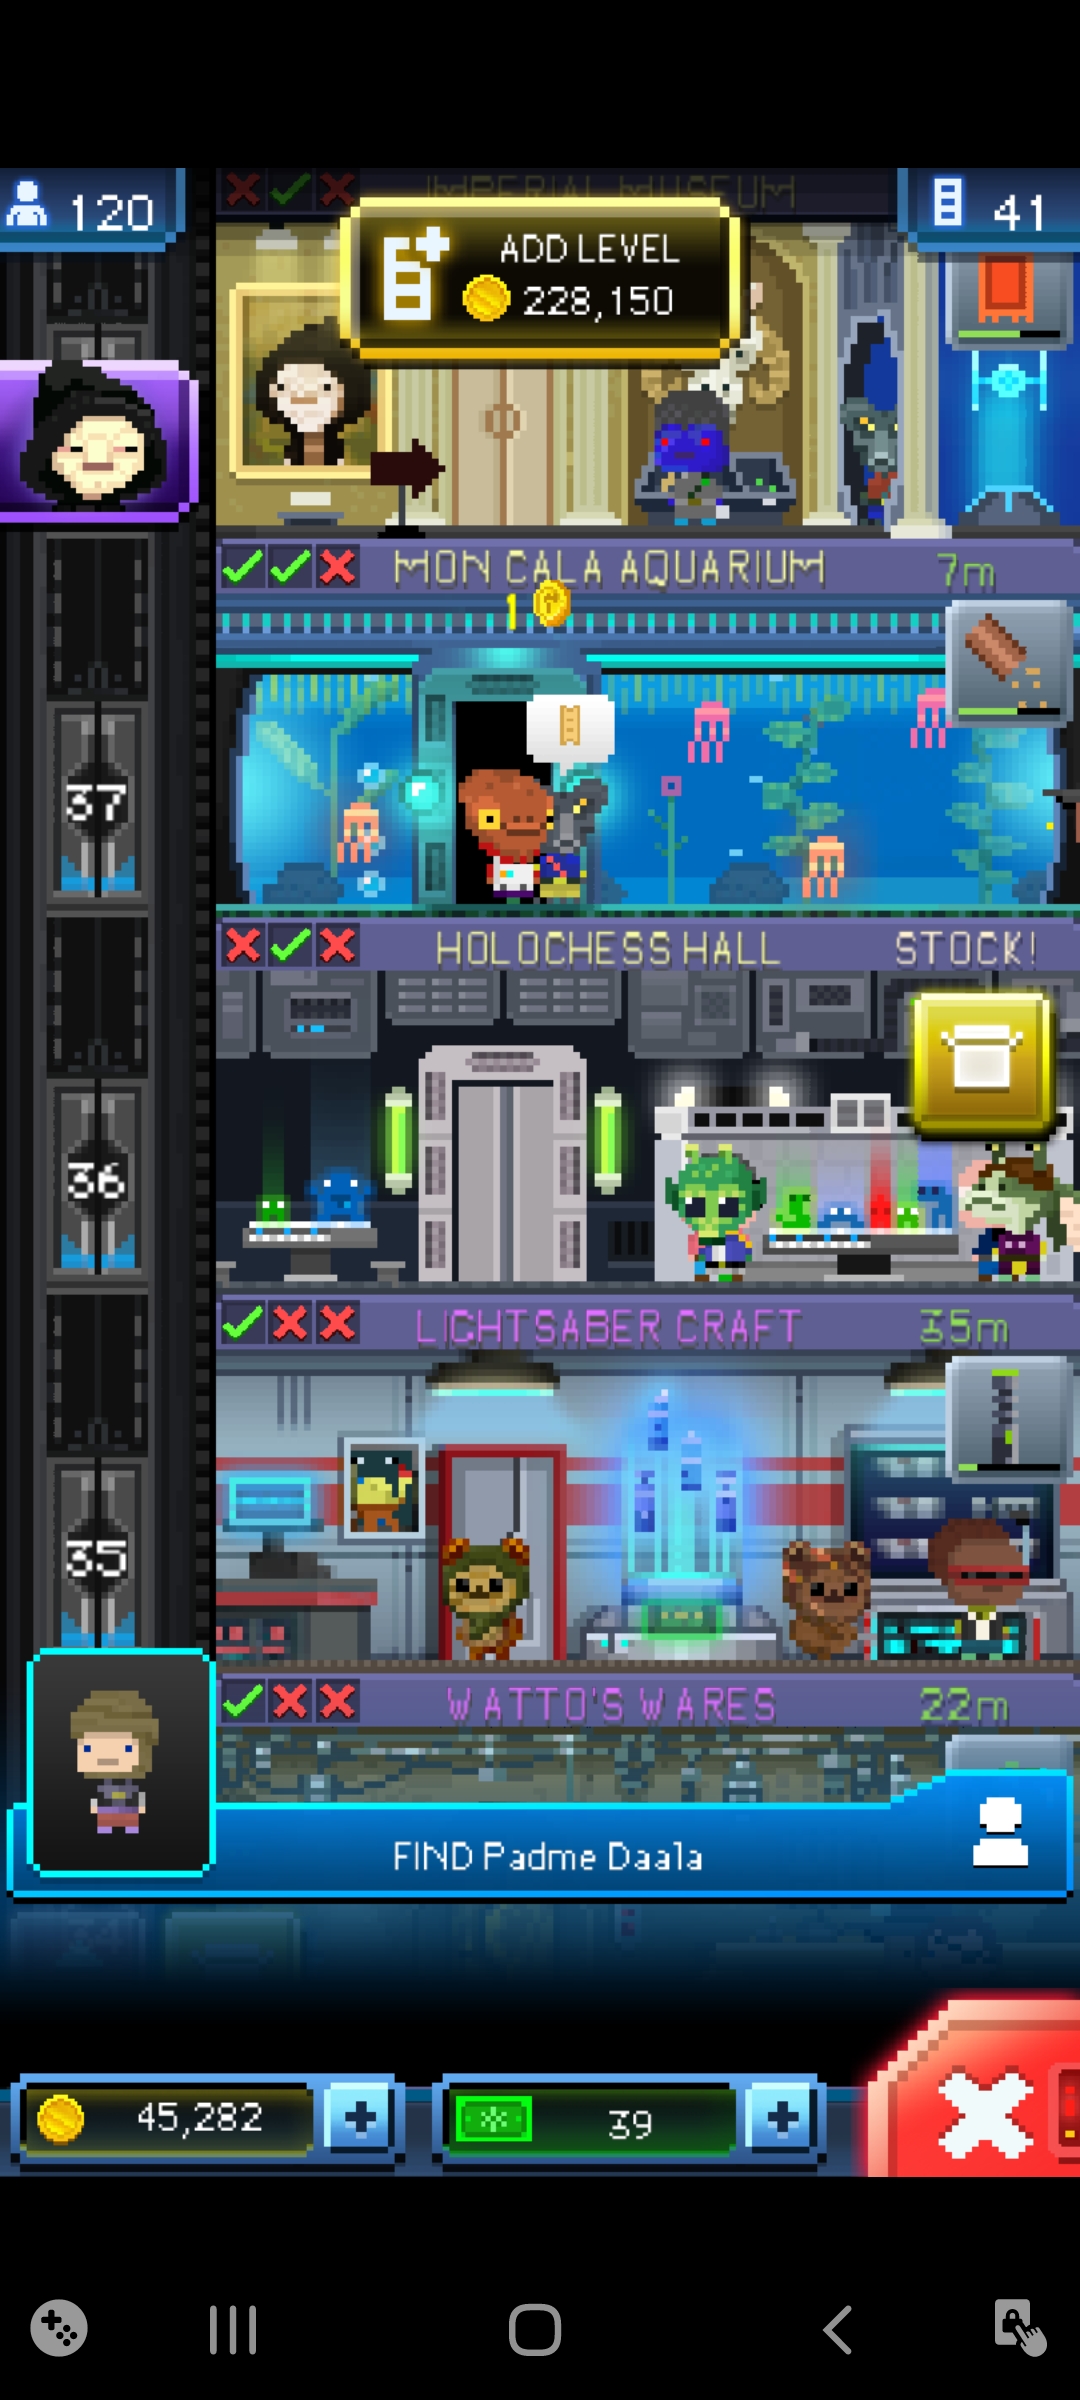 IMPERIAL MUSEUM
120
ADD LEVEL
228,150
41
MON CALA AQUARIUM 7m
1
37
HOLOCHESS HALL STOCK!
36
LIGHTSABER CRAFT 35m
35
WATTO'S WARES 22m
FIND Padme Daala
45,282
39